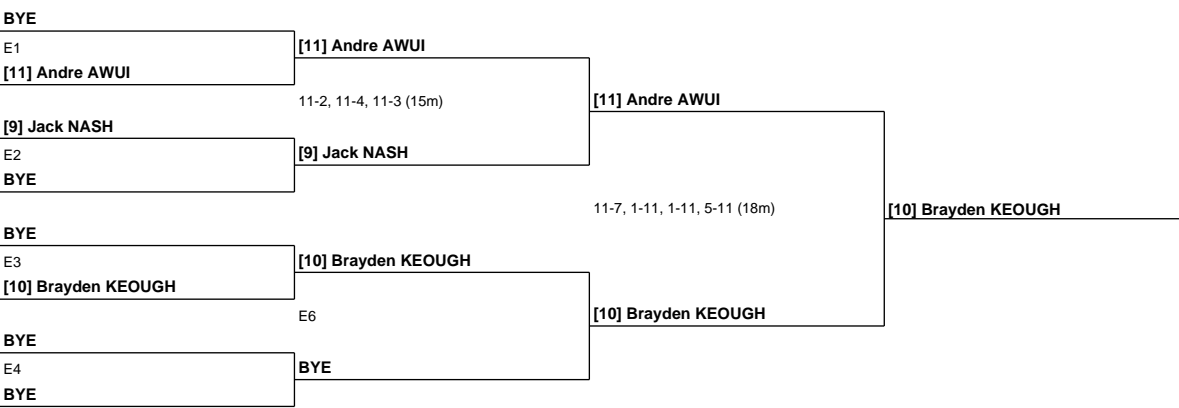 BYE
E1
[11] Andre AWUI
[9] Jack NASH
E2
BYE
BYE
E3
[10] Brayden KEOUGH
BYE
E4
BYE
[11] Andre AWUI
11-2, 11-4, 11-3 (15m)
[9] Jack NASH
[10] Brayden KEOUGH
E6
BYE
[11] Andre AWUI
11-7, 1-11, 1-11, 5-11 (18m)
[10] Brayden KEOUGH
[10] Brayden KEOUGH